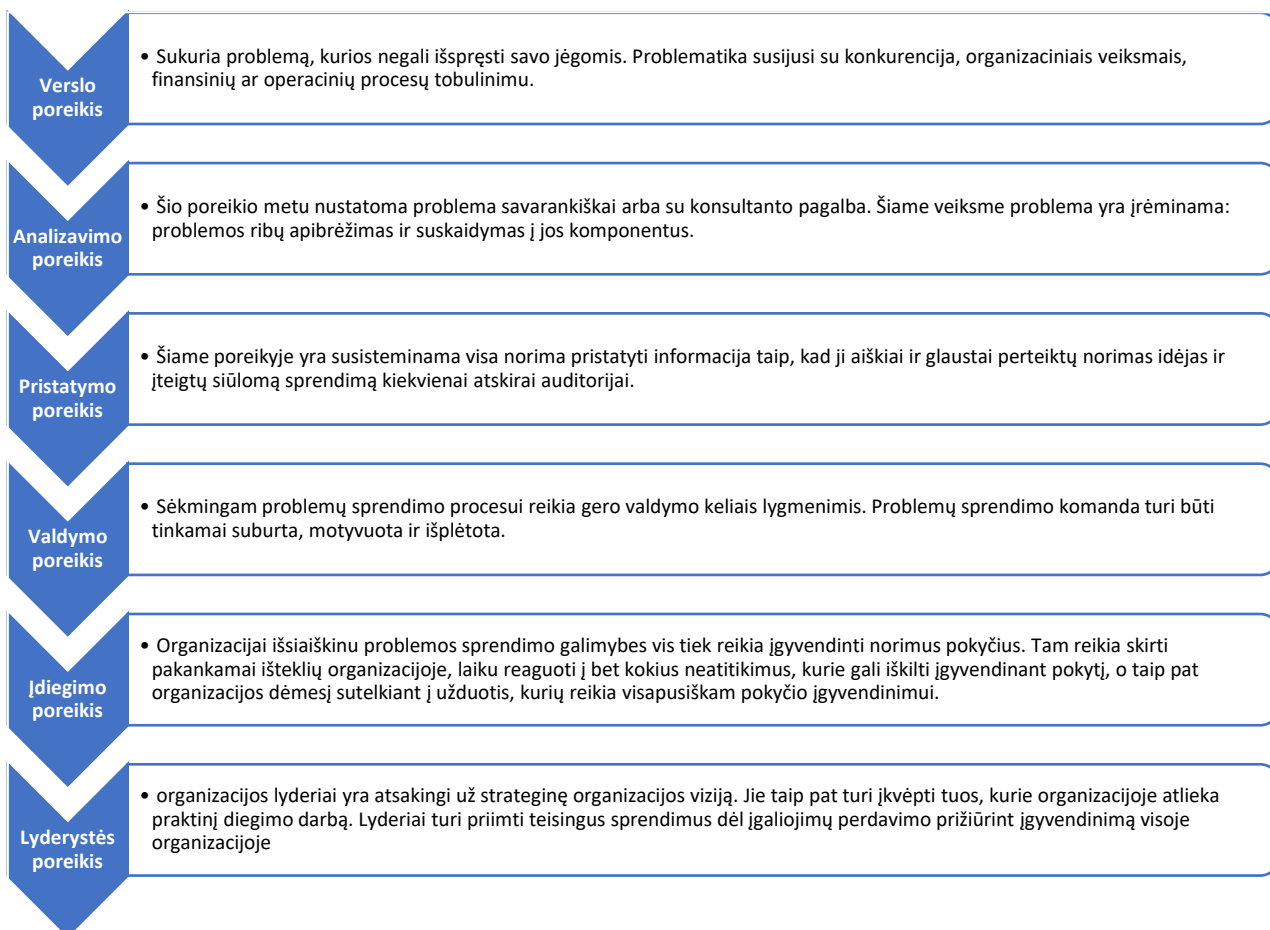 Verslo
poreikis
• Sukuria problemą, kurios negali išspręsti savo jėgomis. Problematika susijusi su konkurencija, organizaciniais veiksmais,
finansinių ar operacinių procesų tobulinimu.
Analizavimo
poreikis
• Šio poreikio metu nustatoma problema savarankiškai arba su konsultanto pagalba. Šiame veiksme problema yra įrėminama:
problemos ribų apibrėžimas ir suskaidymas į jos komponentus.
Pristatymo
poreikis
• Šiame poreikyje yra susisteminama visa norima pristatyti informacija taip, kad ji aiškiai ir glaustai perteiktų norimas idėjas ir
įteigtų siūlomą sprendimą kiekvienai atskirai auditorijai.
Valdymo
poreikis
• Sėkmingam problemų sprendimo procesui reikia gero valdymo keliais lygmenimis. Problemų sprendimo komanda turi būti
tinkamai suburta, motyvuota ir išplėtota.
Įdiegimo
poreikis
• Organizacijai išsiaiškinu problemos sprendimo galimybes vis tiek reikia įgyvendinti norimus pokyčius. Tam reikia skirti
pakankamai išteklių organizacijoje, laiku reaguoti į bet kokius neatitikimus, kurie gali iškilti įgyvendinant pokytį, o taip pat
organizacijos dėmesį sutelkiant į užduotis, kurių reikia visapusiškam pokyčio įgyvendinimui.
Lyderystės
poreikis
• organizacijos lyderiai yra atsakingi už strateginę organizacijos viziją. Jie taip pat turi įkvėpti tuos, kurie organizacijoje atlieka
praktinį diegimo darbą. Lyderiai turi priimti teisingus sprendimus dėl įgaliojimų perdavimo prižiūrint įgyvendinimą visoje
organizacijoje